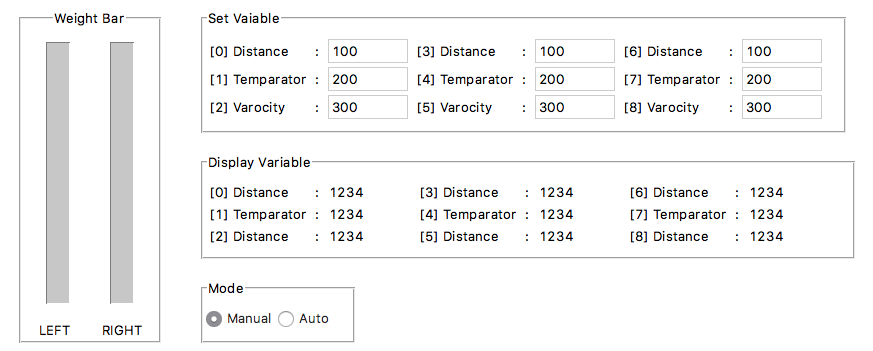 Weight Bar
LEFT RIGHT
Set Vaiable
[0] Distance : 100 [3] Distance : 100 [6] Distance : 100
[1] Temparator : 200 [4] Temparator : 200 [7] Temparator : 200
[2] Varocity : 300 [5] Varocity : 300 [8] Varocity : 300
Display Variable
[0] Distance : 1234 [3] Distance : 1234 [6] Distance : 1234
[1] Temparator : 1234 [4] Temparator : 1234 [7] Temparator : 1234
[2] Distance : 1234 [5] Distance : 1234 [8] Distance : 1234
Mode
Manual Auto